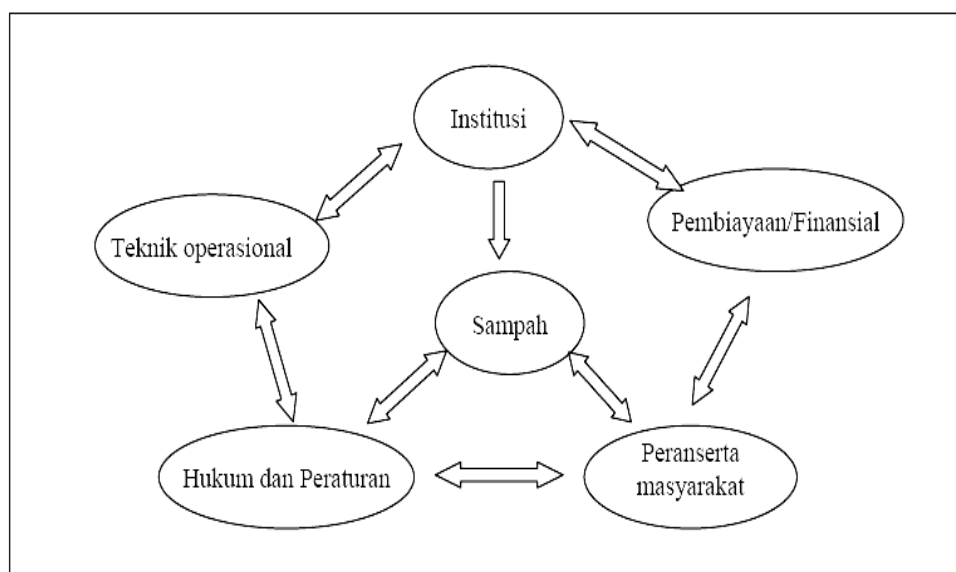 Institusi
Pembiayaan/Finansial
Teknik operasional
Sampah
Hukum dan Peraturan
Peranserta
masyarakat